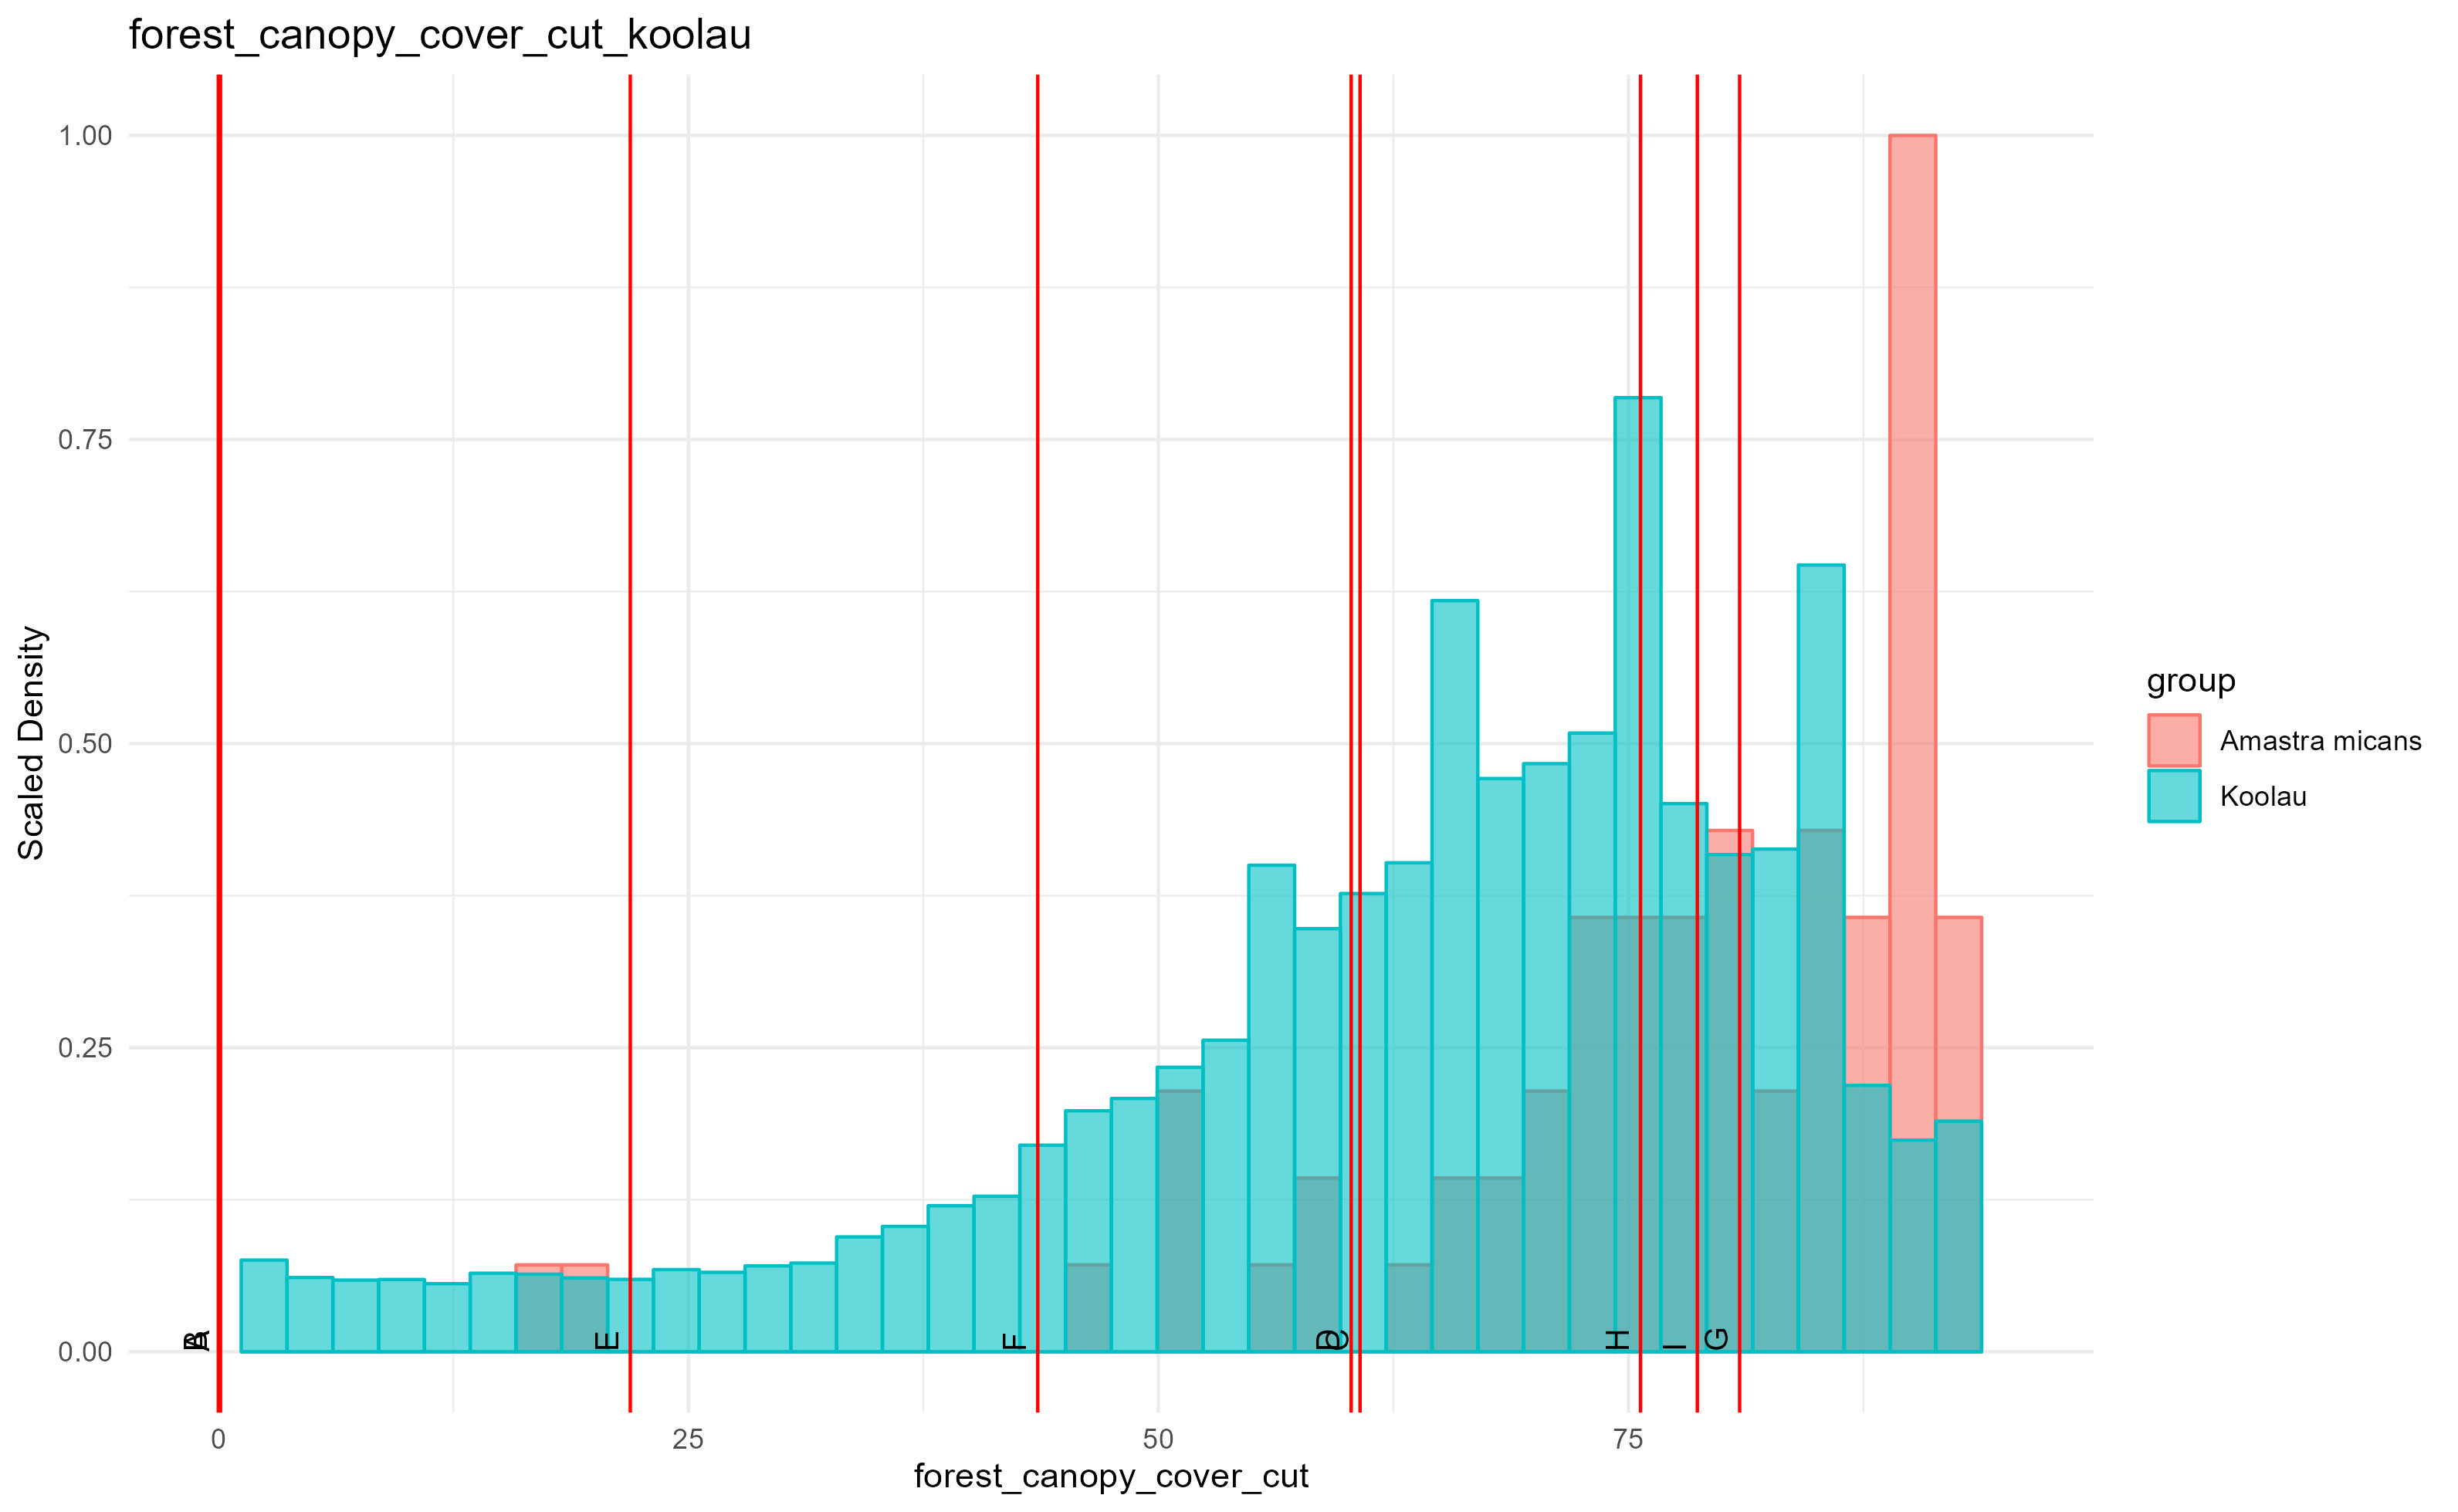 forest_canopy_cover_cut_koolau
1.00
0.75
0.50
0.25
0.00
Scaled Density
B
A
E
F
D
C
H
I
G
0
25
50
75
forest_canopy_cover_cut
group
Amastra micans
Koolau